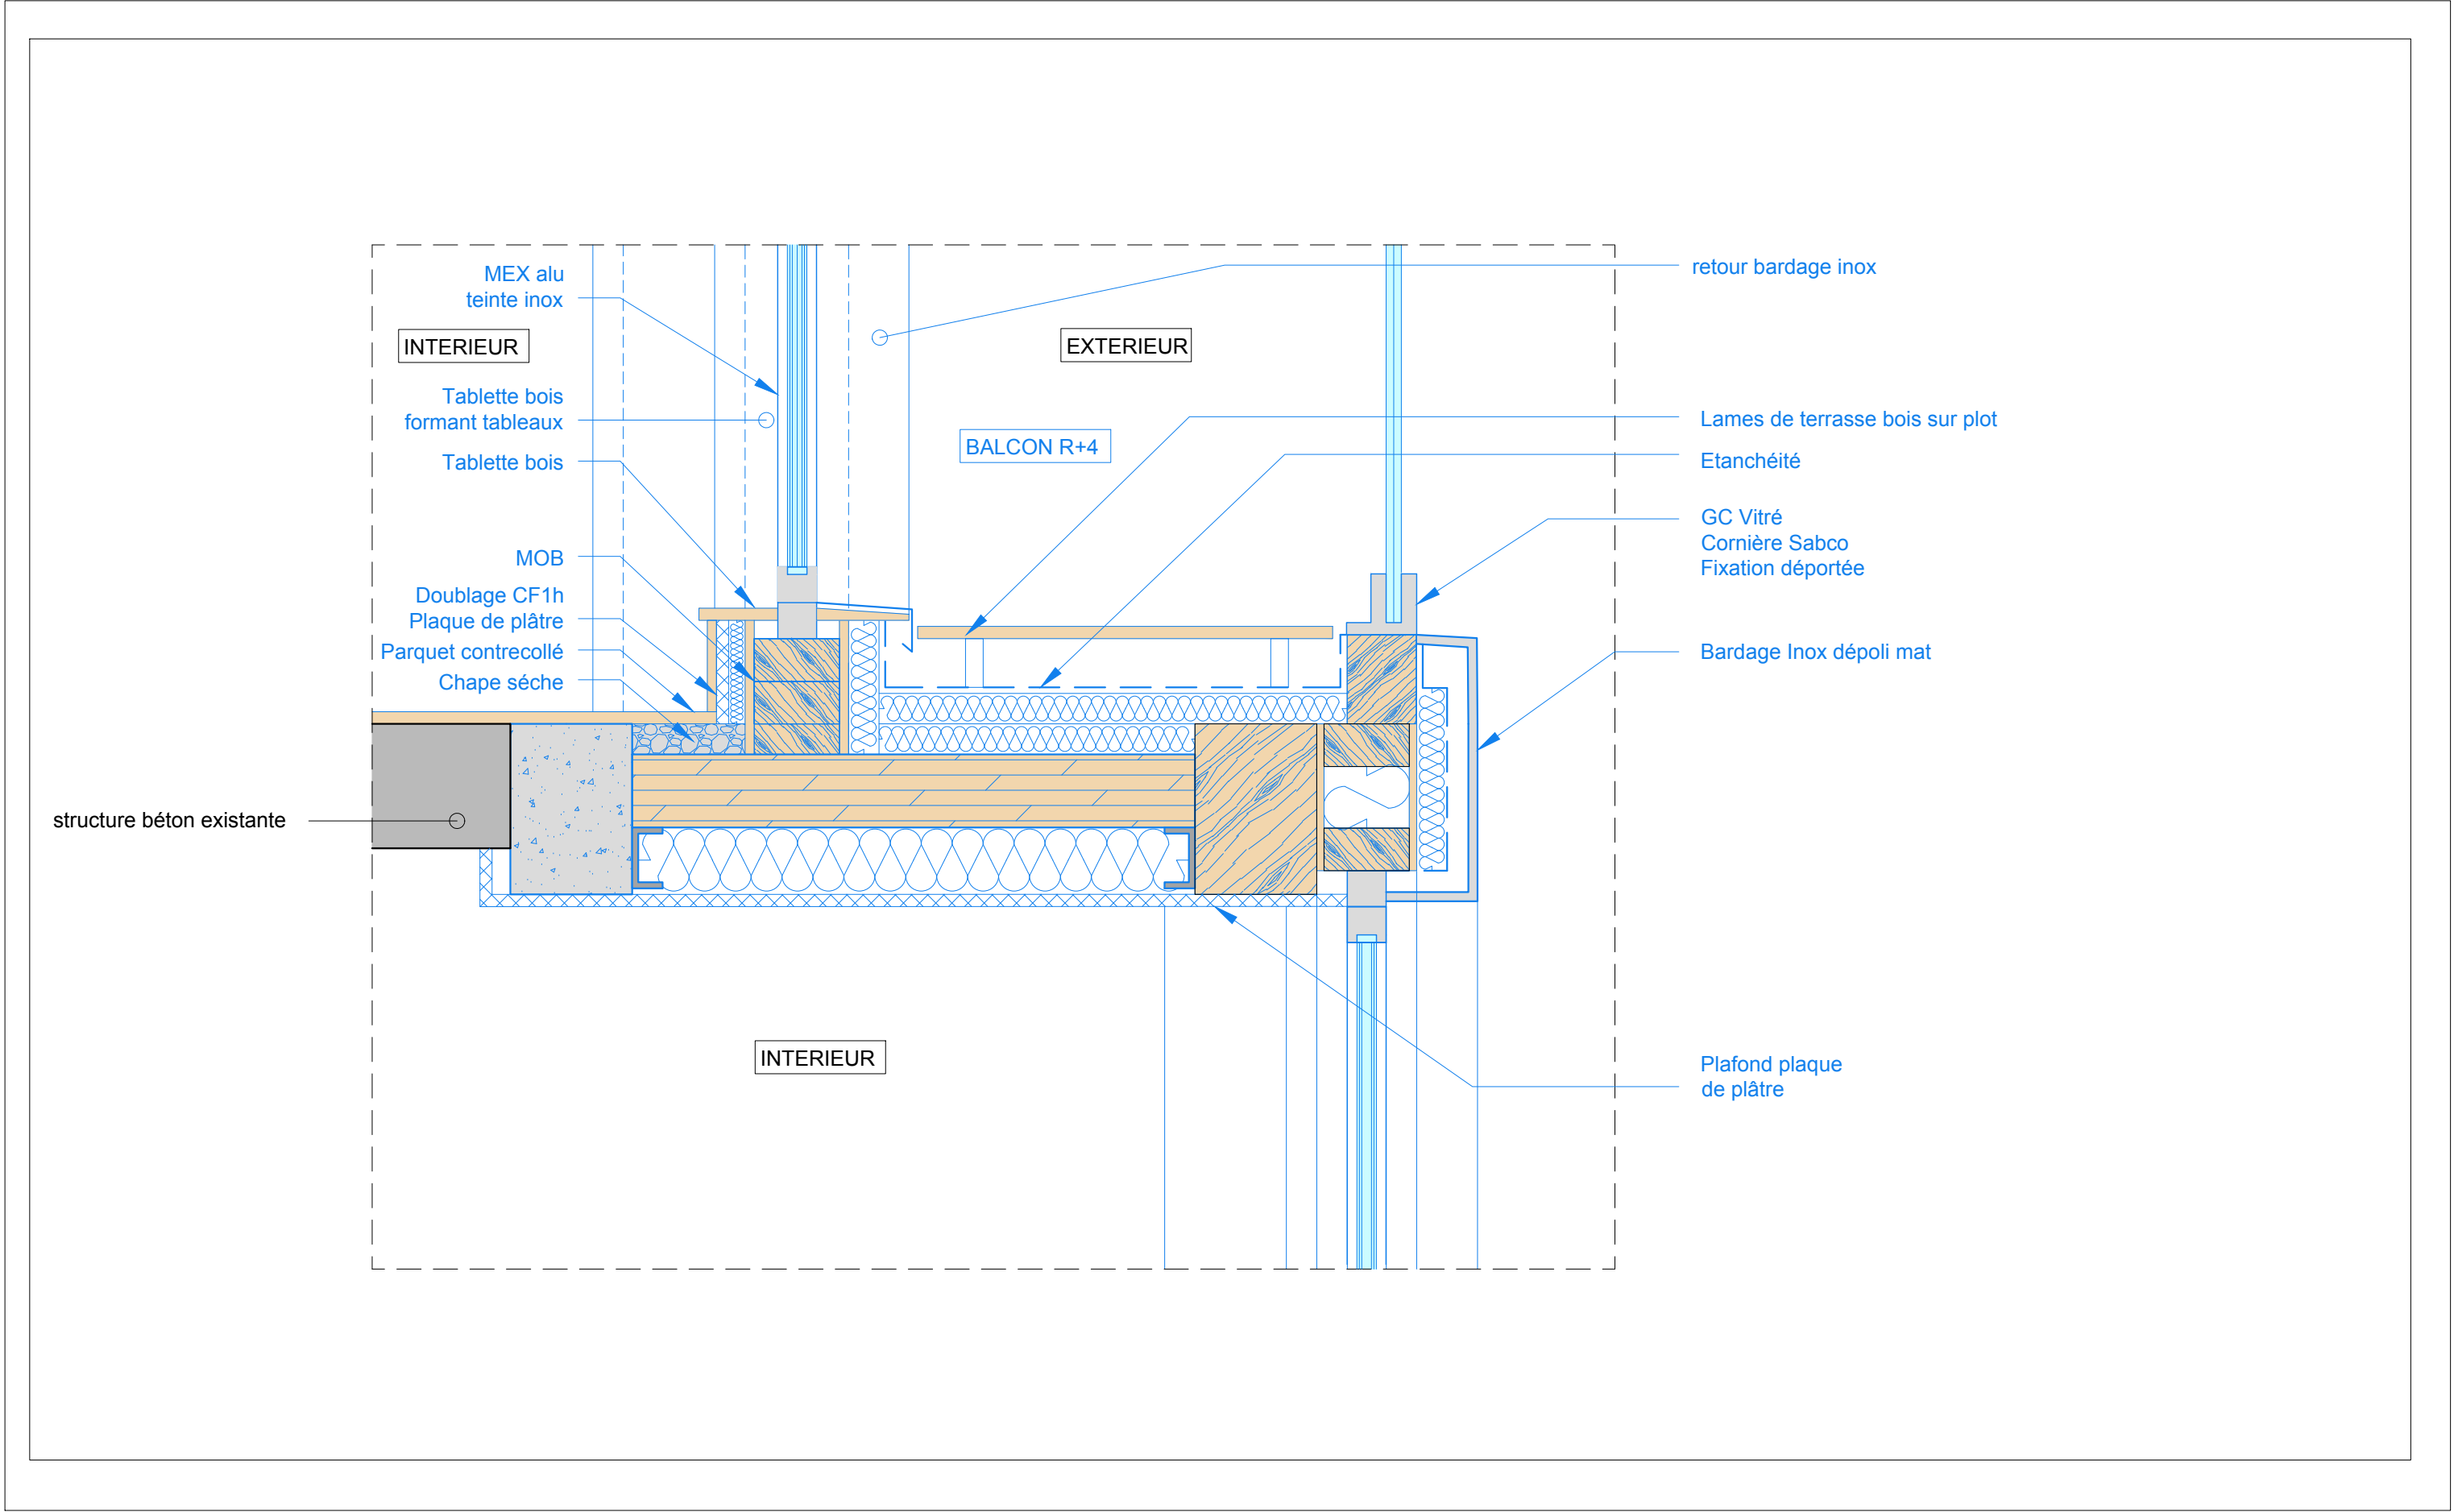 MEX alu
teinte inox
INTERIEUR
Tablette bois
formant tableaux
Tablette bois
MOB
Doublage CF1h
Plaque de plâtre
Parquet contrecollé
Chape séche
structure béton existante
EXTERIEUR
BALCON R+4
retour bardage inox
Lames de terrasse bois sur plot
Etanchéité
GC Vitré
Cornière Sabco
Fixation déportée
Bardage Inox dépoli mat
INTERIEUR
Plafond plaque
de plâtre